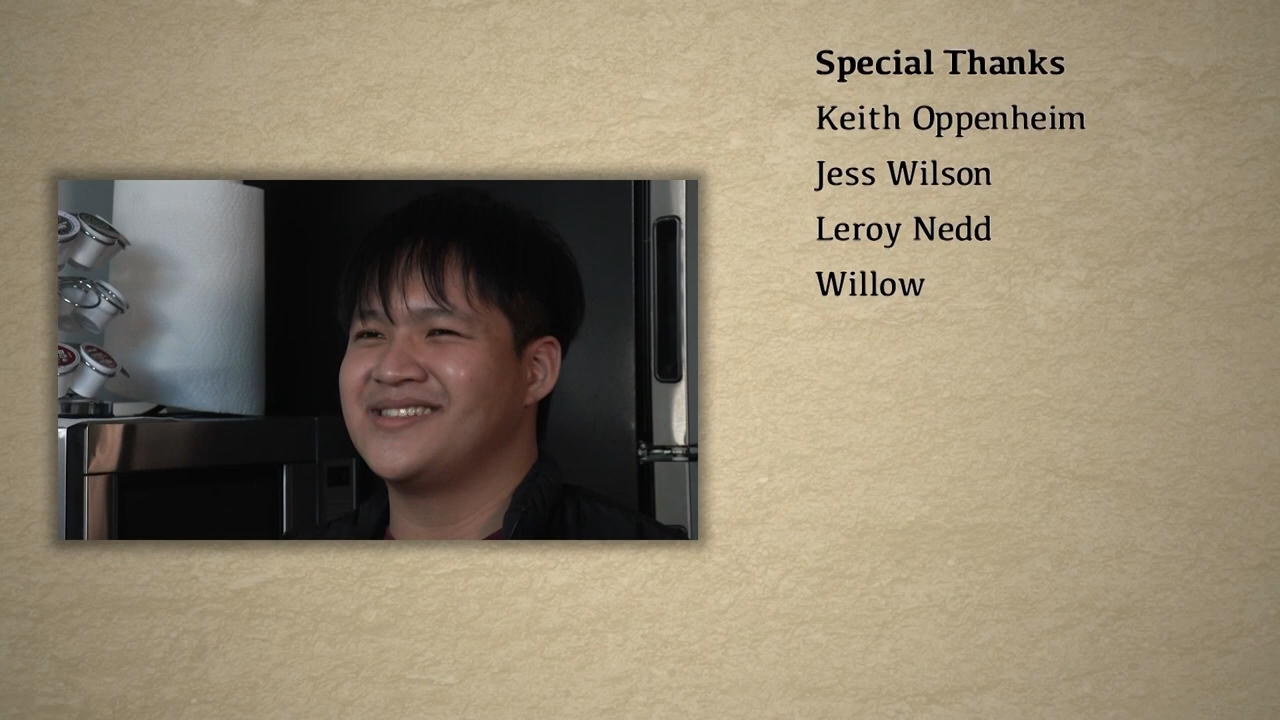 Special Thanks
Keith Oppenheim
Jess Wilson
Leroy Nedd
Willow